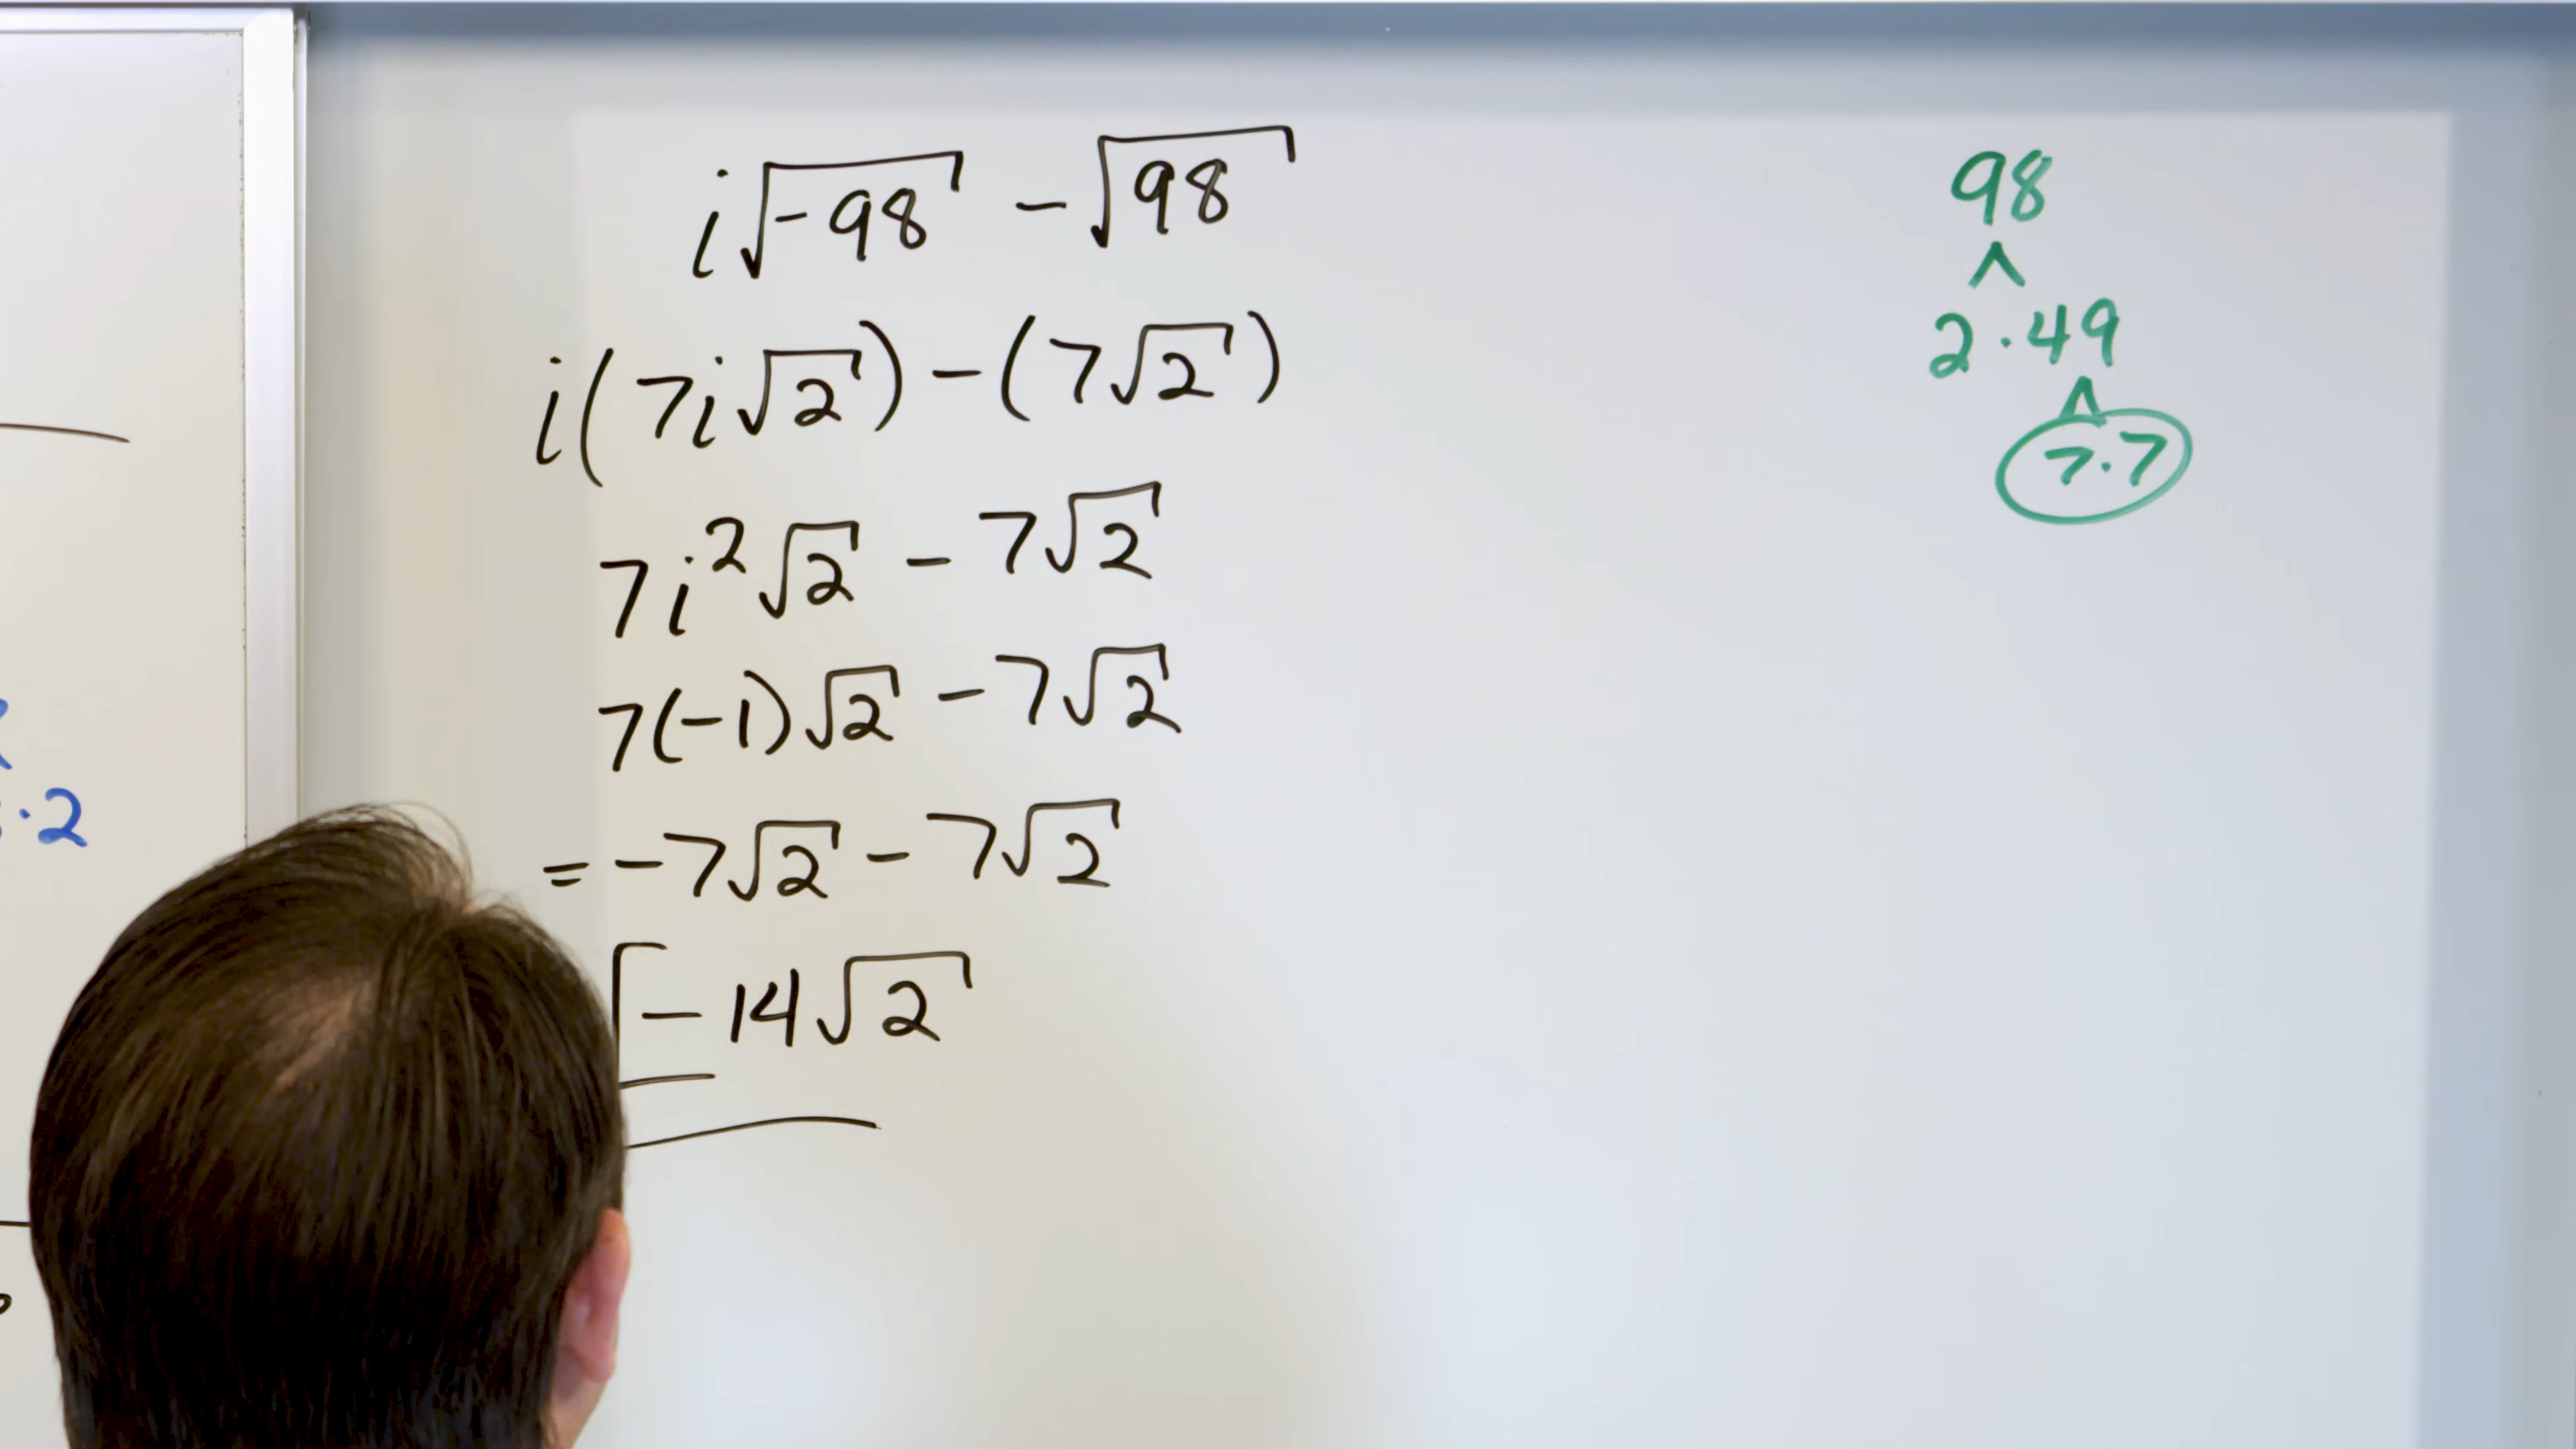 i√-98 - √98
i(7i√2) - (7√2)
7i²√2 - 7√2
7(-1)√2 - 7√2
= -7√2 - 7√2
-14√2
98
2·49
7·7
·2